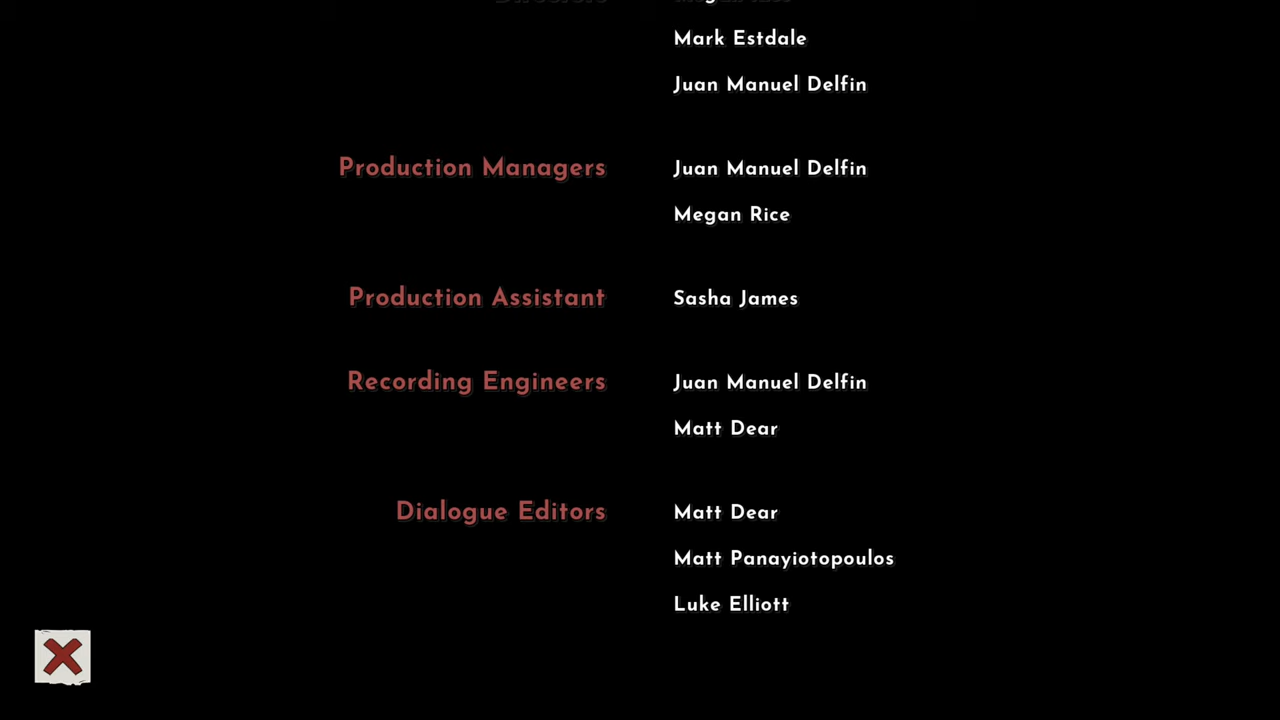 Mark Estdale
Juan Manuel Delfin
Production Managers Juan Manuel Delfin
Megan Rice
Production Assistant Sasha James
Recording Engineers Juan Manuel Delfin
Matt Dear
Dialogue Editors Matt Dear
Matt Panayiotopoulos
Luke Elliott